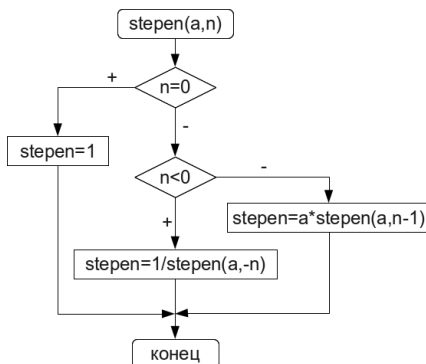 stepen(a,n)
+
n=0
-
stepen=1
n<0
-
+
stepen=a*stepen(a,n-1)
stepen=1/stepen(a,-n)
конец